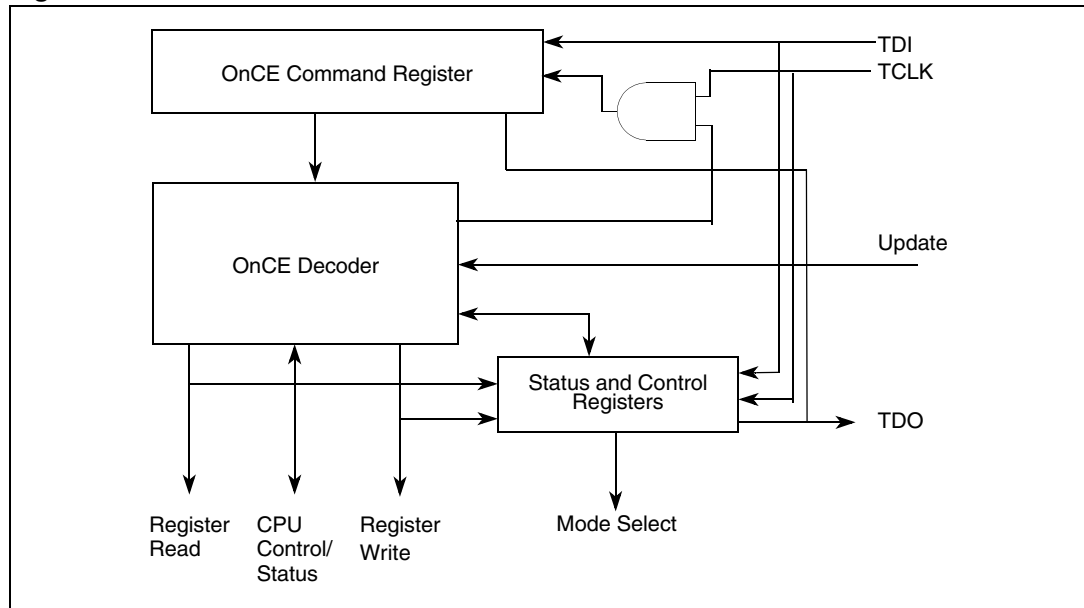 TDI
OnCE Command Register
TCLK
Update
OnCE Decoder
Status and Control
Registers
TDO
Register
Read
CPU
Control/
Status
Register
Write
Mode Select